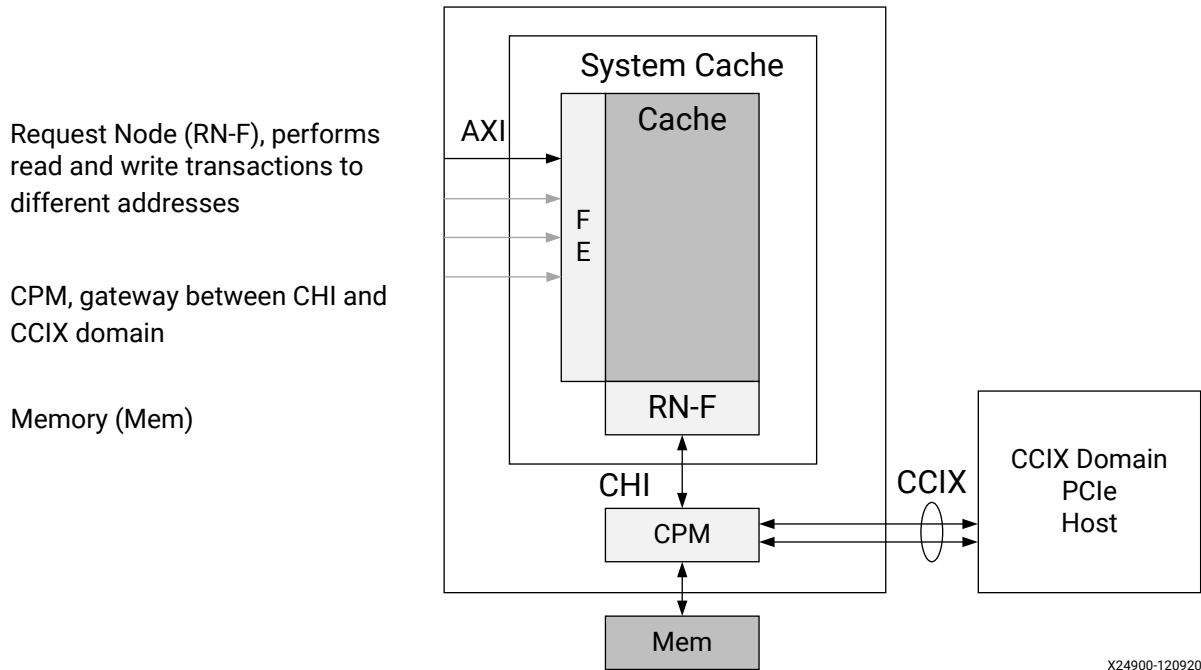 Request Node (RN-F), performs
read and write transactions to
different addresses
CPM, gateway between CHI and
CCIX domain
Memory (Mem)
System Cache
Cache
AXI
F
E
RN-F
CHI
CPM
Mem
CCIX
CCIX Domain
PCIe
Host
X24900-120920